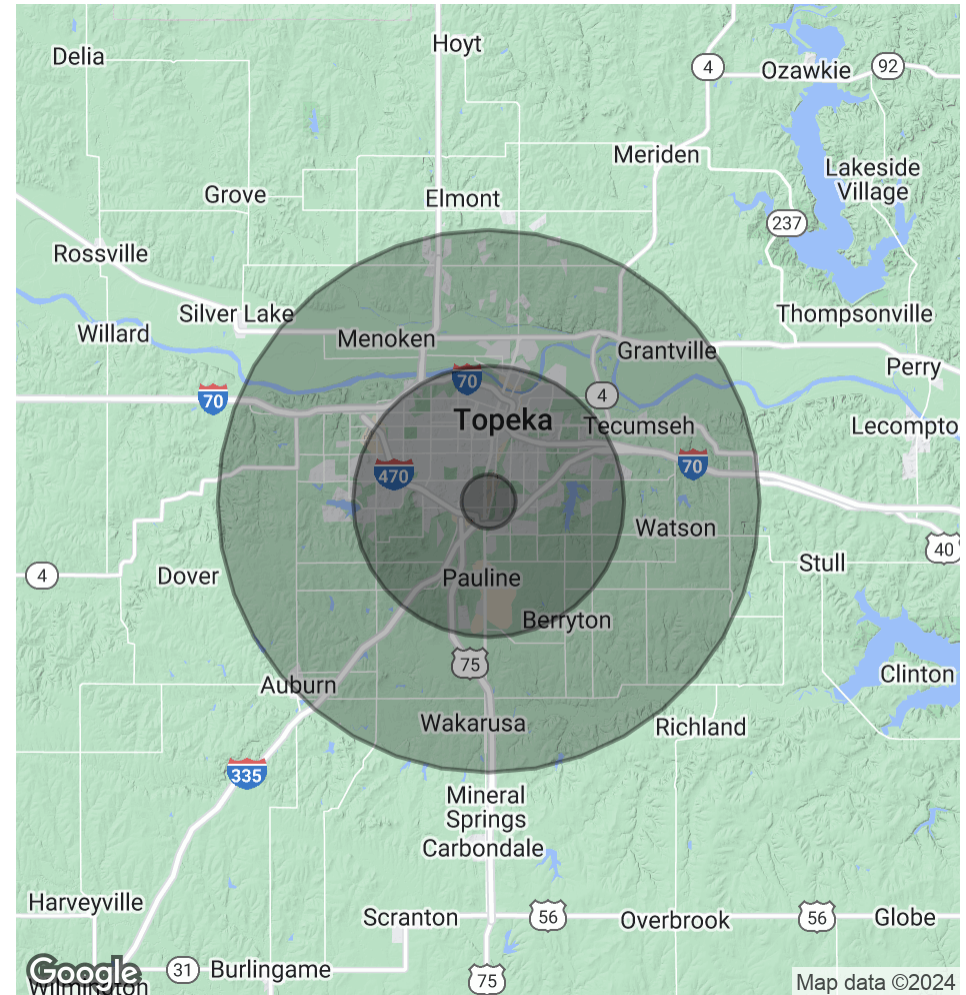 Hoyt
Delia
4
Ozawkie
92
Meriden
Lakeside
Village
Grove
Elmont
237
Rossville
Silver Lake
Thompsonville
Willard
Menoken
Grantville
Perry
70
70
4
Topeka
Tecumseh
Lecompto
470
70
Watson
40
Stull
4
Dover
Pauline
Berryton
75
Clinton
Auburn
Wakarusa
Richland
335
Mineral
Springs
Carbondale
Harveyville
Scranton
56
Overbrook
56
Globe
Google
31
Burlingame
75
Map data ©2024
Wilmington